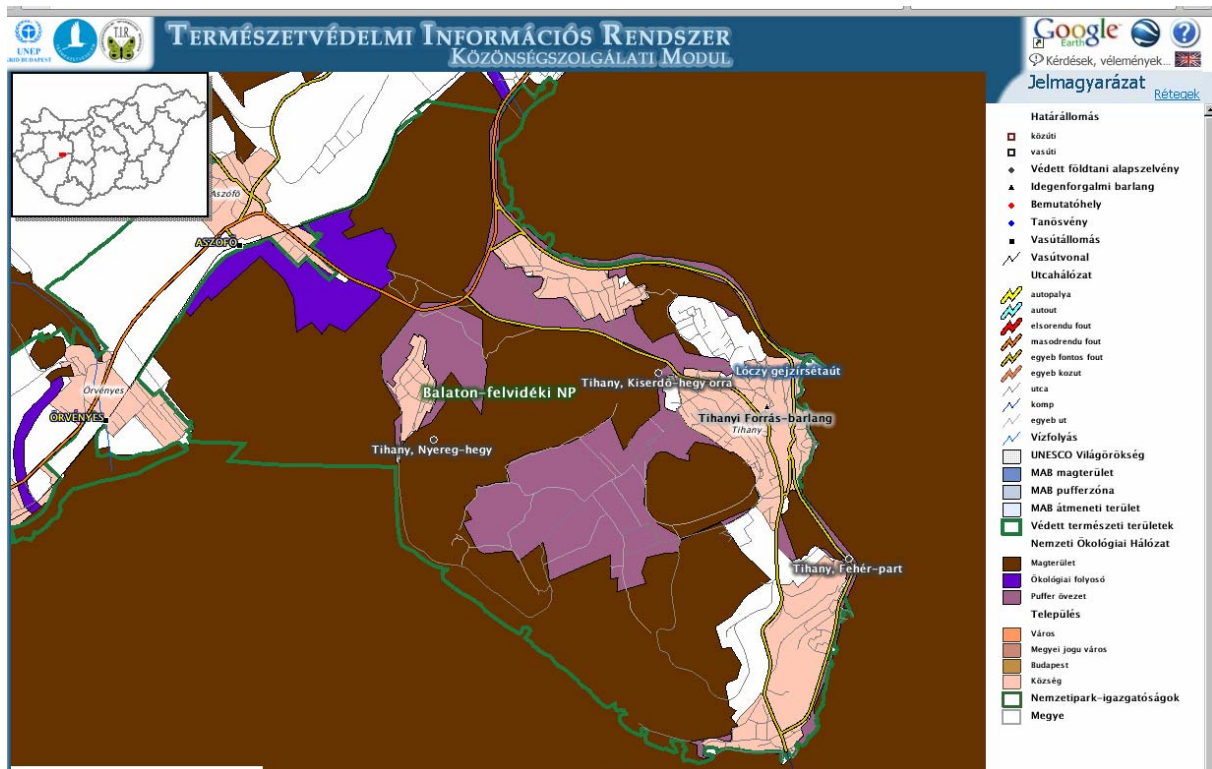 UNEP
GRID-BUDAPEST
T.I.R.
TERMÉSZETVÉDELMI INFORMÁCIÓS RENDSZER
KÖZÖNSÉGSZOLGÁLATI MODUL
Google
Earth
Kérdések, vélemények...
Jelmagyarázat
Rétegek
Aszófő
ASZÓFŐ
Örvényes
ÖRVÉNYES
Balaton-felvidéki NP
Tihany, Nyereg-hegy
Tihany, Kiserdő-hegy orra
Lóczy gejzírsétaút
Tihanyi Forrás-barlang
Tihany
Tihany, Fehér-part
Határállomás
közúti
vasúti
Védett földtani alapszelvény
Idegenforgalmi barlang
Bemutatóhely
Tanösvény
Vasútállomás
Vasútvonal
Utcahálózat
autopalya
autout
elsorendu fout
masodrendu fout
egyeb fontos fout
egyeb kozut
utca
komp
egyeb ut
Vízfolyás
UNESCO Világörökség
MAB magterület
MAB pufferzóna
MAB átmeneti terület
Védett természeti területek
Nemzeti Ökológiai Hálózat
Magterület
Ökológiai folyosó
Puffer övezet
Település
Város
Megyei jogu város
Budapest
Község
Nemzetipark-igazgatóságok
Megye